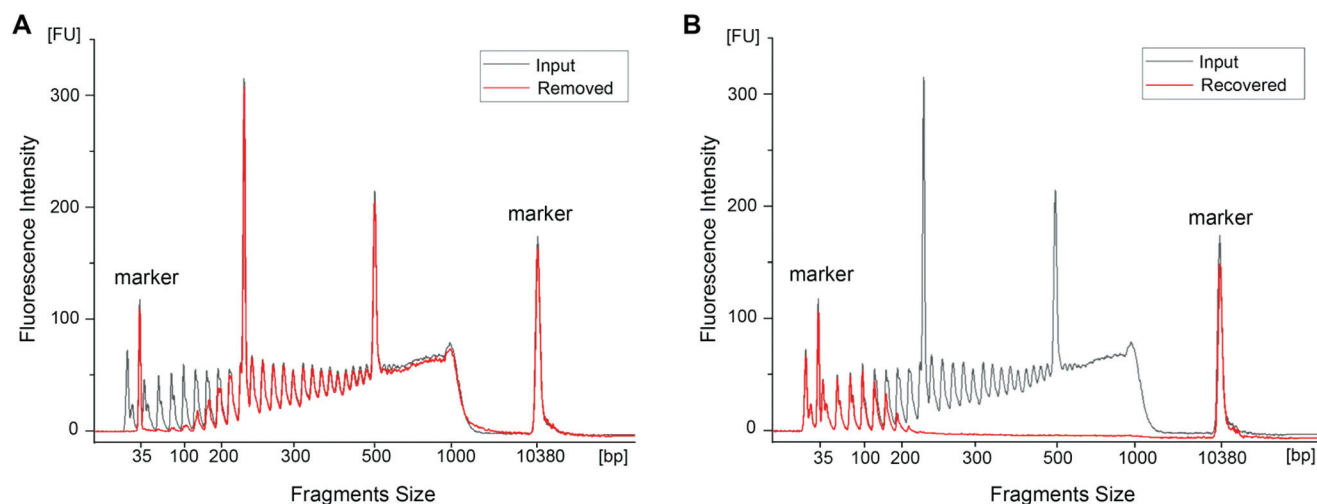 A
[FU]
Input
Removed
300
200
100
0
Fluorescence Intensity
marker
marker
35 100 200 300 500 1000 10380 [bp]
Fragments Size
B
[FU]
Input
Recovered
300
200
100
0
Fluorescence Intensity
marker
marker
35 100 200 300 500 1000 10380 [bp]
Fragments Size